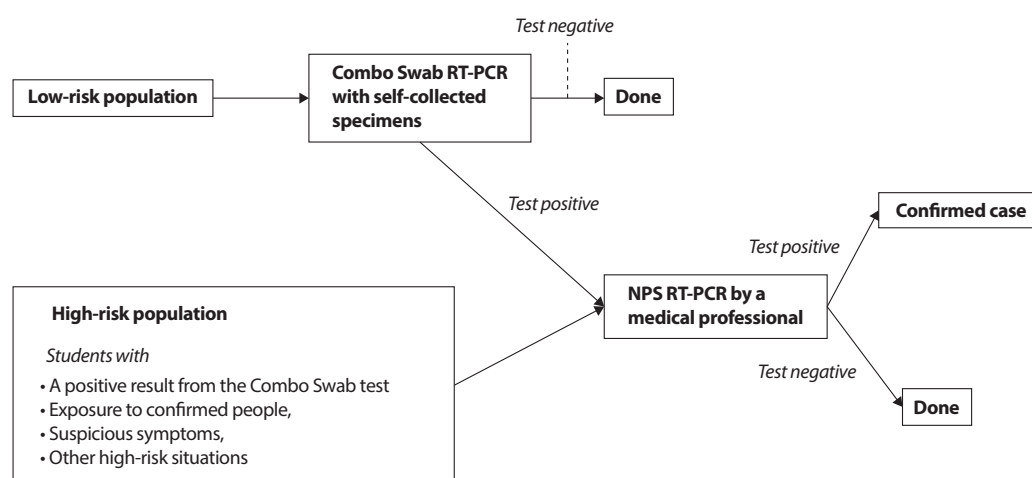 Test negative
Low-risk population
Combo Swab RT-PCR
with self-collected
specimens
Done
Test positive
Confirmed case
Test positive
NPS RT-PCR by a
medical professional
Test negative
Done
High-risk population
Students with
• A positive result from the Combo Swab test
• Exposure to confirmed people,
• Suspicious symptoms,
• Other high-risk situations